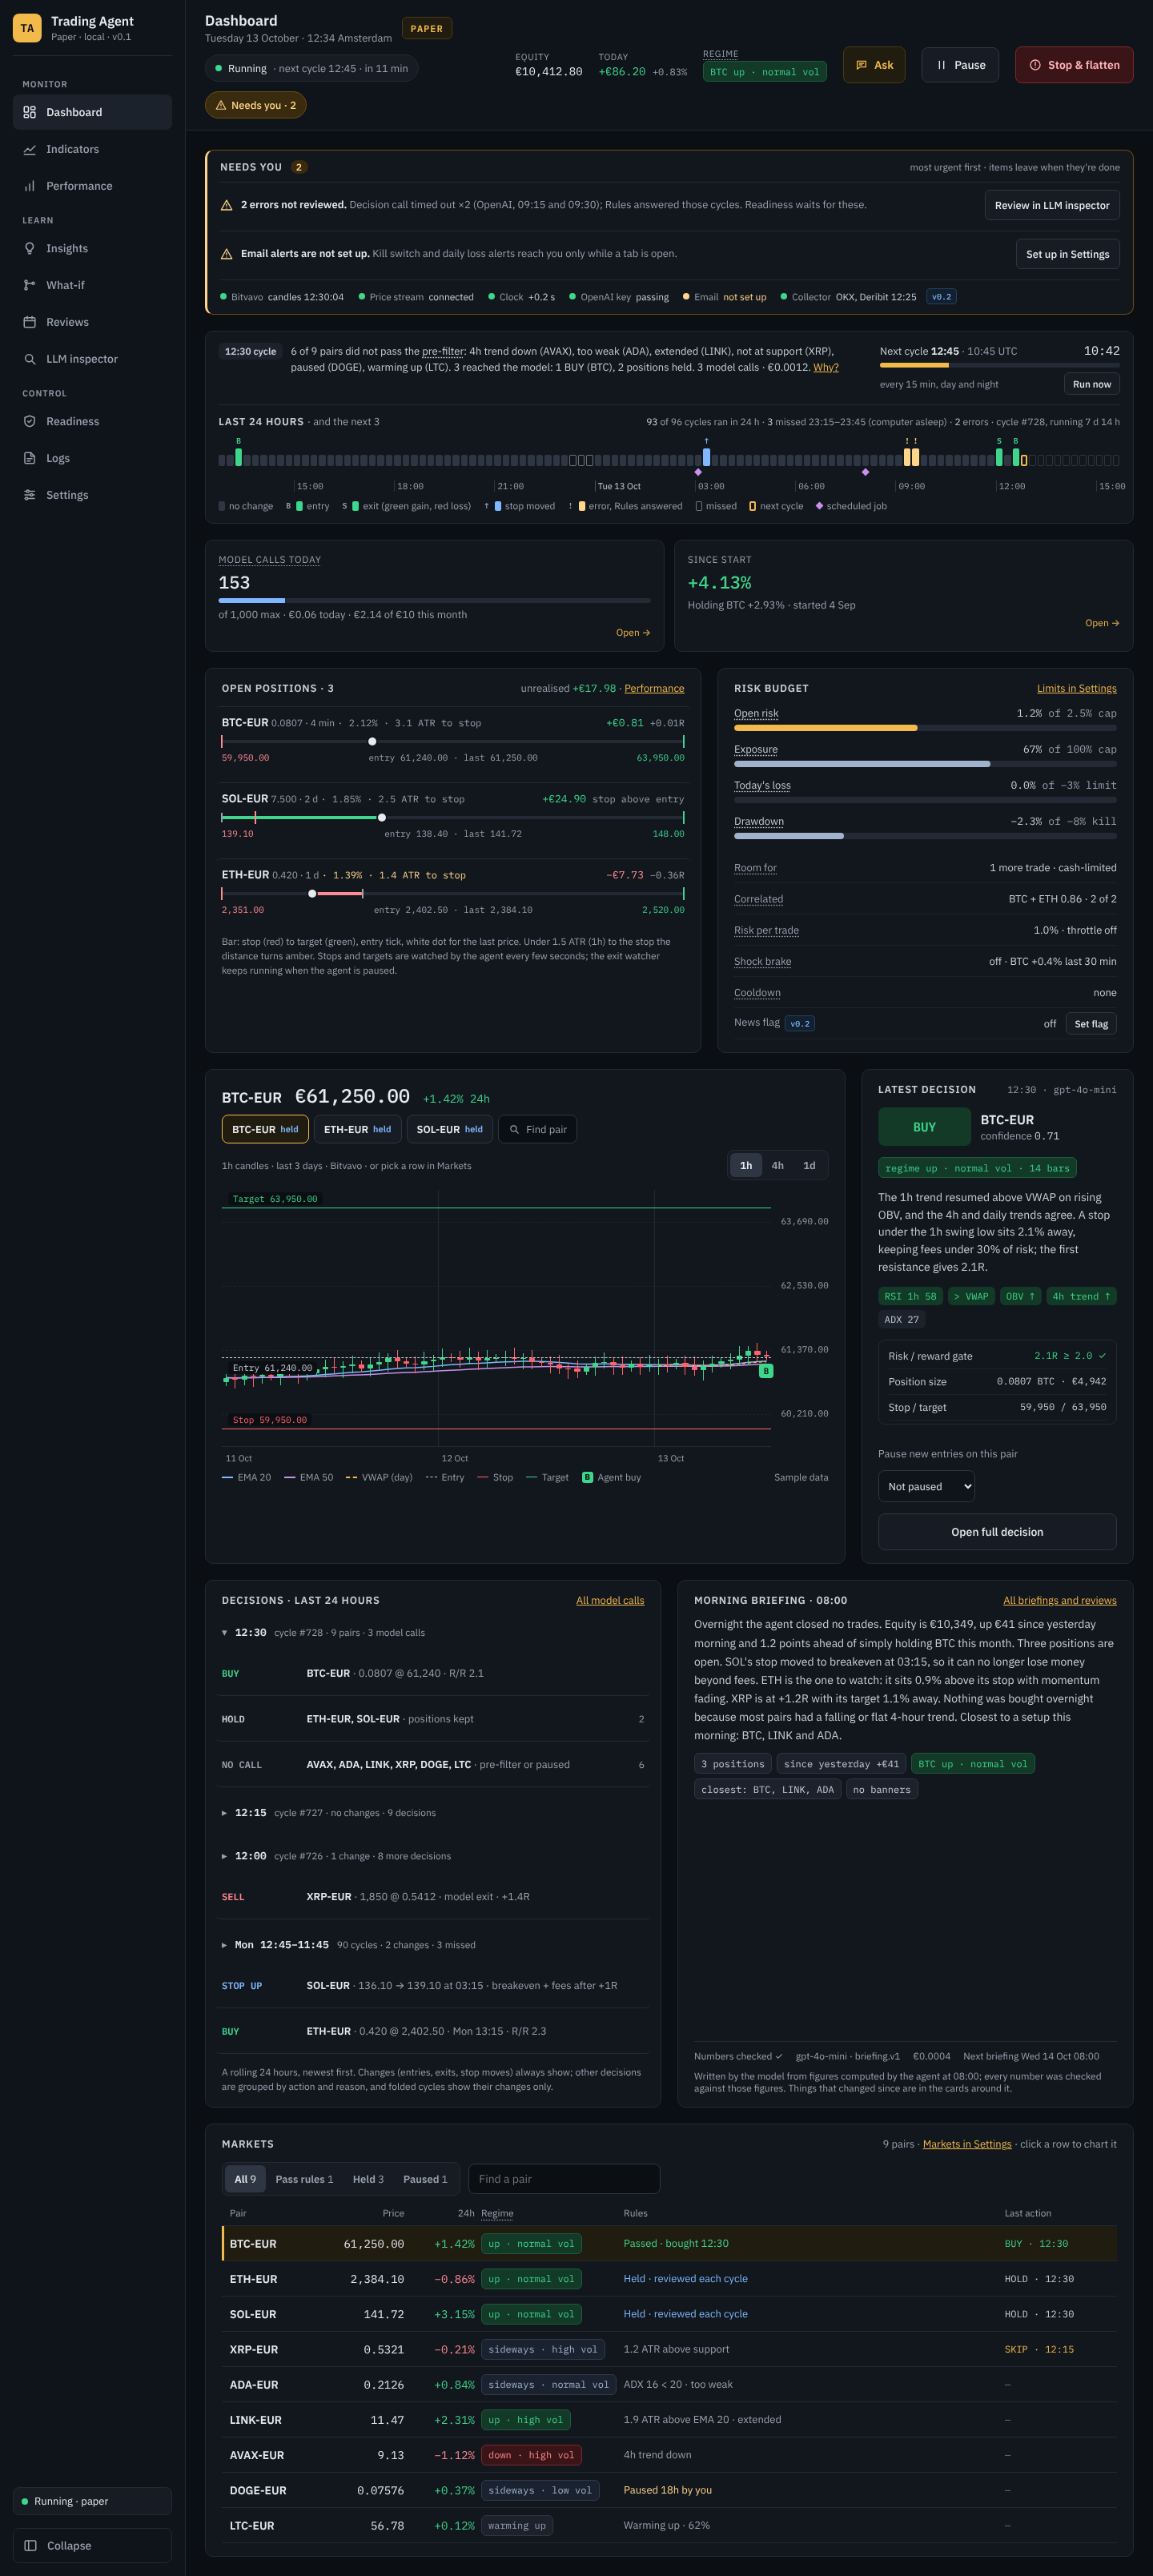 TA
Trading Agent
Paper · local · v0.1
MONITOR
Dashboard
Indicators
Performance
LEARN
Insights
What-if
Reviews
LLM inspector
CONTROL
Readiness
Logs
Settings
Running · paper
Collapse
Dashboard
Tuesday 13 October · 12:34 Amsterdam
PAPER
Running · next cycle 12:45 · in 11 min
Needs you · 2
EQUITY
€10,412.80
TODAY
+€86.20 +0.83%
REGIME
BTC up · normal vol
Ask
Pause
Stop & flatten
NEEDS YOU 2
most urgent first · items leave when they're done
2 errors not reviewed. Decision call timed out ×2 (OpenAI, 09:15 and 09:30); Rules answered those cycles. Readiness waits for these.
Review in LLM inspector
Email alerts are not set up. Kill switch and daily loss alerts reach you only while a tab is open.
Set up in Settings
Bitvavo candles 12:30:04 Price stream connected Clock +0.2 s OpenAI key passing Email not set up Collector OKX, Deribit 12:25 v0.2
12:30 cycle
6 of 9 pairs did not pass the pre-filter: 4h trend down (AVAX), too weak (ADA), extended (LINK), not at support (XRP),
paused (DOGE), warming up (LTC). 3 reached the model: 1 BUY (BTC), 2 positions held. 3 model calls · €0.0012. Why?
Next cycle 12:45 · 10:45 UTC
10:42
every 15 min, day and night
Run now
LAST 24 HOURS · and the next 3
93 of 96 cycles ran in 24 h · 3 missed 23:15–23:45 (computer asleep) · 2 errors · cycle #728, running 7 d 14 h
B ↑ ! ! S B
15:00 18:00 21:00 Tue 13 Oct 03:00 06:00 09:00 12:00 15:00
no change B entry S exit (green gain, red loss) ↑ stop moved ! error, Rules answered missed next cycle scheduled job
MODEL CALLS TODAY
153
of 1,000 max · €0.06 today · €2.14 of €10 this month
Open →
SINCE START
+4.13%
Holding BTC +2.93% · started 4 Sep
Open →
OPEN POSITIONS · 3
unrealised +€17.98 · Performance
BTC-EUR 0.0807 · 4 min · 2.12% · 3.1 ATR to stop
+€0.81 +0.01R
59,950.00 entry 61,240.00 · last 61,250.00 63,950.00
SOL-EUR 7.500 · 2 d · 1.85% · 2.5 ATR to stop
+€24.90 stop above entry
139.10 entry 138.40 · last 141.72 148.00
ETH-EUR 0.420 · 1 d · 1.39% · 1.4 ATR to stop
−€7.73 −0.36R
2,351.00 entry 2,402.50 · last 2,384.10 2,520.00
Bar: stop (red) to target (green), entry tick, white dot for the last price. Under 1.5 ATR (1h) to the stop the
distance turns amber. Stops and targets are watched by the agent every few seconds; the exit watcher
keeps running when the agent is paused.
RISK BUDGET
Limits in Settings
Open risk 1.2% of 2.5% cap
Exposure 67% of 100% cap
Today's loss 0.0% of −3% limit
Drawdown −2.3% of −8% kill
Room for 1 more trade · cash-limited
Correlated BTC + ETH 0.86 · 2 of 2
Risk per trade 1.0% · throttle off
Shock brake off · BTC +0.4% last 30 min
Cooldown none
News flag v0.2 off Set flag
BTC-EUR €61,250.00 +1.42% 24h
BTC-EUR held
ETH-EUR held
SOL-EUR held
Find pair
1h candles · last 3 days · Bitvavo · or pick a row in Markets
1h 4h 1d
Target 63,950.00
63,690.00
62,530.00
61,370.00
Entry 61,240.00
B
60,210.00
Stop 59,950.00
11 Oct 12 Oct 13 Oct
EMA 20 EMA 50 VWAP (day) Entry Stop Target B Agent buy Sample data
LATEST DECISION
12:30 · gpt-4o-mini
BUY
BTC-EUR
confidence 0.71
regime up · normal vol · 14 bars
The 1h trend resumed above VWAP on rising
OBV, and the 4h and daily trends agree. A stop
under the 1h swing low sits 2.1% away,
keeping fees under 30% of risk; the first
resistance gives 2.1R.
RSI 1h 58 > VWAP OBV ↑ 4h trend ↑
ADX 27
Risk / reward gate 2.1R ≥ 2.0 ✓
Position size 0.0807 BTC · €4,942
Stop / target 59,950 / 63,950
Pause new entries on this pair
Not paused
Open full decision
DECISIONS · LAST 24 HOURS
All model calls
▾ 12:30 cycle #728 · 9 pairs · 3 model calls
BUY BTC-EUR · 0.0807 @ 61,240 · R/R 2.1
HOLD ETH-EUR, SOL-EUR · positions kept 2
NO CALL AVAX, ADA, LINK, XRP, DOGE, LTC · pre-filter or paused 6
▸ 12:15 cycle #727 · no changes · 9 decisions
▸ 12:00 cycle #726 · 1 change · 8 more decisions
SELL XRP-EUR · 1,850 @ 0.5412 · model exit · +1.4R
▸ Mon 12:45–11:45 90 cycles · 2 changes · 3 missed
STOP UP SOL-EUR · 136.10 → 139.10 at 03:15 · breakeven + fees after +1R
BUY ETH-EUR · 0.420 @ 2,402.50 · Mon 13:15 · R/R 2.3
A rolling 24 hours, newest first. Changes (entries, exits, stop moves) always show; other decisions
are grouped by action and reason, and folded cycles show their changes only.
MORNING BRIEFING · 08:00
All briefings and reviews
Overnight the agent closed no trades. Equity is €10,349, up €41 since yesterday
morning and 1.2 points ahead of simply holding BTC this month. Three positions are
open. SOL's stop moved to breakeven at 03:15, so it can no longer lose money
beyond fees. ETH is the one to watch: it sits 0.9% above its stop with momentum
fading. XRP is at +1.2R with its target 1.1% away. Nothing was bought overnight
because most pairs had a falling or flat 4-hour trend. Closest to a setup this
morning: BTC, LINK and ADA.
3 positions since yesterday +€41 BTC up · normal vol
closest: BTC, LINK, ADA no banners
Numbers checked ✓ gpt-4o-mini · briefing.v1 €0.0004 Next briefing Wed 14 Oct 08:00
Written by the model from figures computed by the agent at 08:00; every number was checked
against those figures. Things that changed since are in the cards around it.
MARKETS
9 pairs · Markets in Settings · click a row to chart it
All 9 Pass rules 1 Held 3 Paused 1
Find a pair
Pair Price 24h Regime Rules Last action
BTC-EUR 61,250.00 +1.42% up · normal vol Passed · bought 12:30 BUY · 12:30
ETH-EUR 2,384.10 −0.86% up · normal vol Held · reviewed each cycle HOLD · 12:30
SOL-EUR 141.72 +3.15% up · normal vol Held · reviewed each cycle HOLD · 12:30
XRP-EUR 0.5321 −0.21% sideways · high vol 1.2 ATR above support SKIP · 12:15
ADA-EUR 0.2126 +0.84% sideways · normal vol ADX 16 < 20 · too weak –
LINK-EUR 11.47 +2.31% up · high vol 1.9 ATR above EMA 20 · extended –
AVAX-EUR 9.13 −1.12% down · high vol 4h trend down –
DOGE-EUR 0.07576 +0.37% sideways · low vol Paused 18h by you –
LTC-EUR 56.78 +0.12% warming up Warming up · 62% –